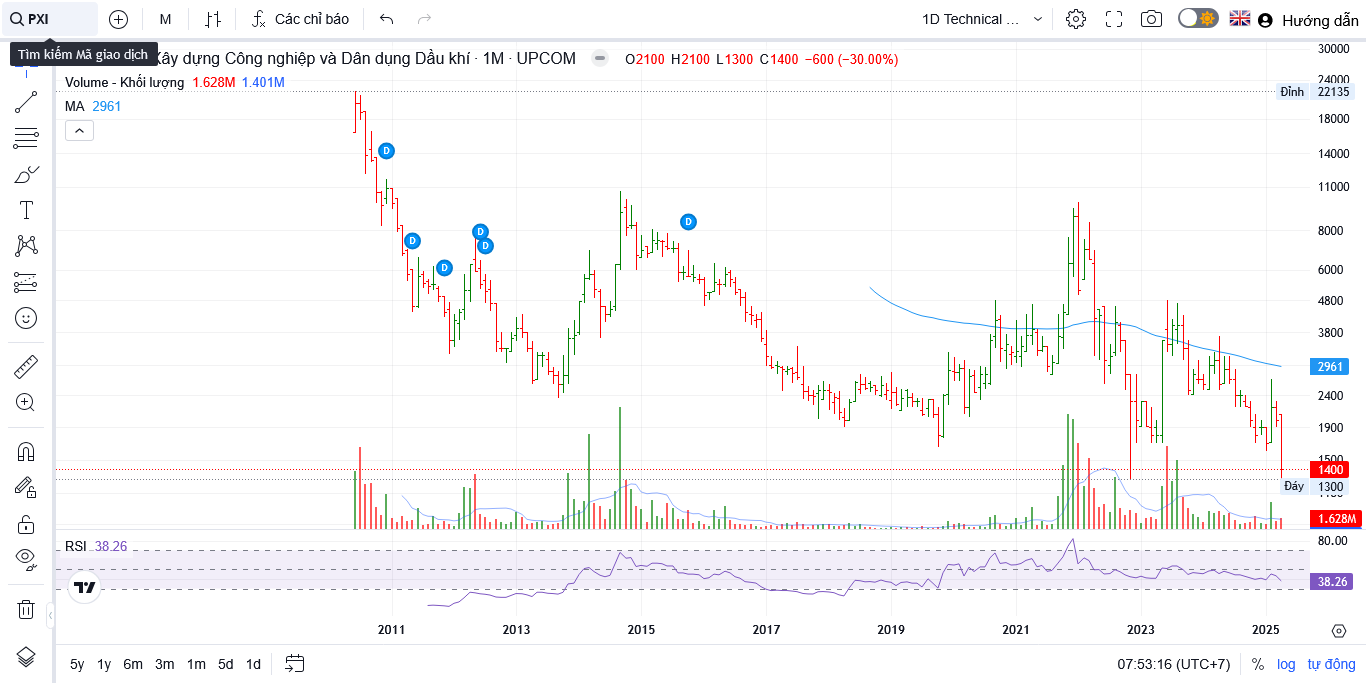 PXI
M
Các chỉ báo
1D Technical ...
Hướng dẫn
Tìm kiếm Mã giao dịch
Xây dựng Công nghiệp và Dân dụng Dầu khí · 1M · UPCOM
O2100 H2100 L1300 C1400 −600 (−30.00%)
Volume - Khối lượng 1.628M 1.401M
MA 2961
30000
24000
Đỉnh 22135
18000
14000
11000
8000
6000
4800
3800
2961
2400
1900
1500
1400
Đáy 1300
1.628M
D
D
D
D
D
D
RSI 38.26
80.00
38.26
2011 2013 2015 2017 2019 2021 2023 2025
5y 1y 6m 3m 1m 5d 1d
07:53:16 (UTC+7) % log tự động